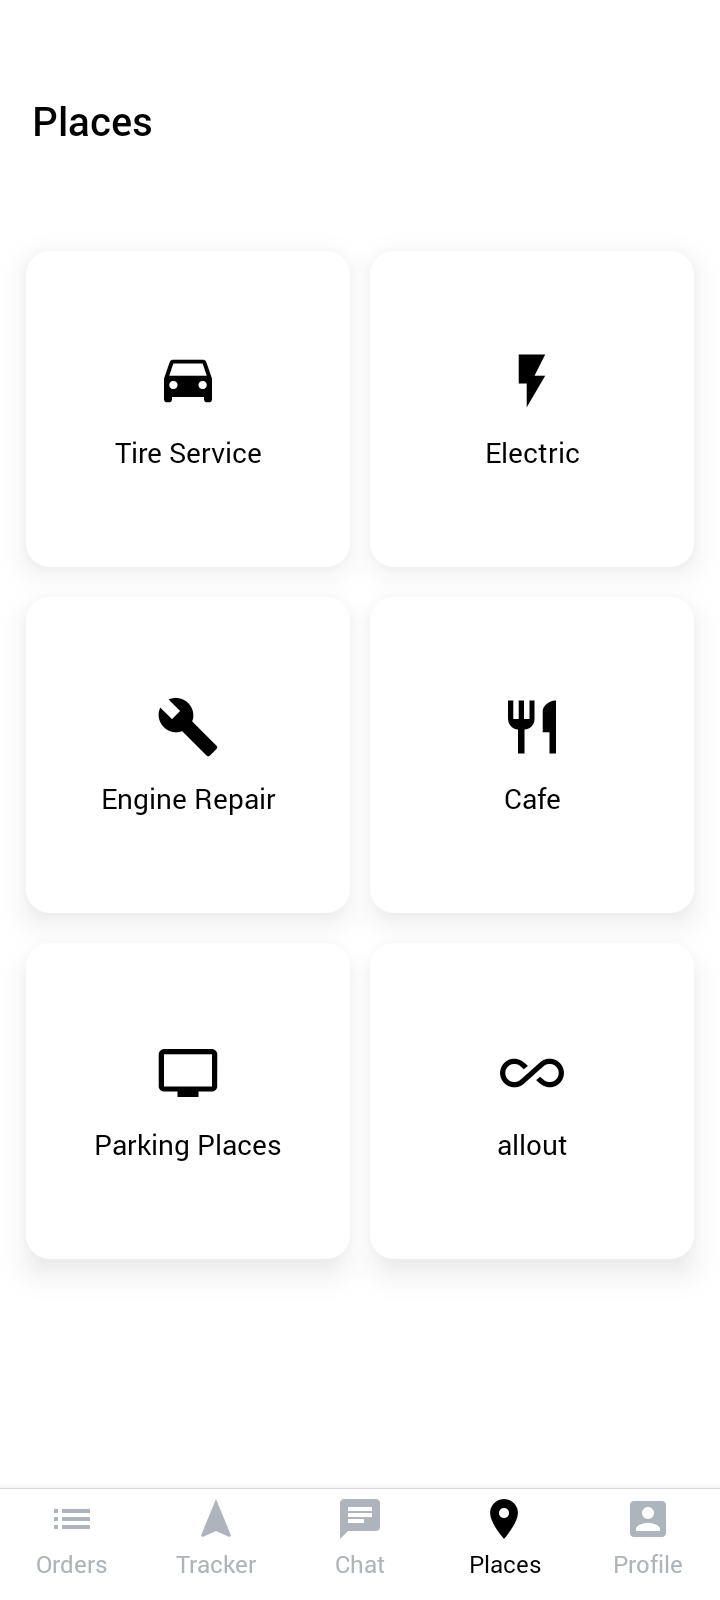 Places
Tire Service
Electric
Engine Repair
Cafe
Parking Places
allout
Orders
Tracker
Chat
Places
Profile